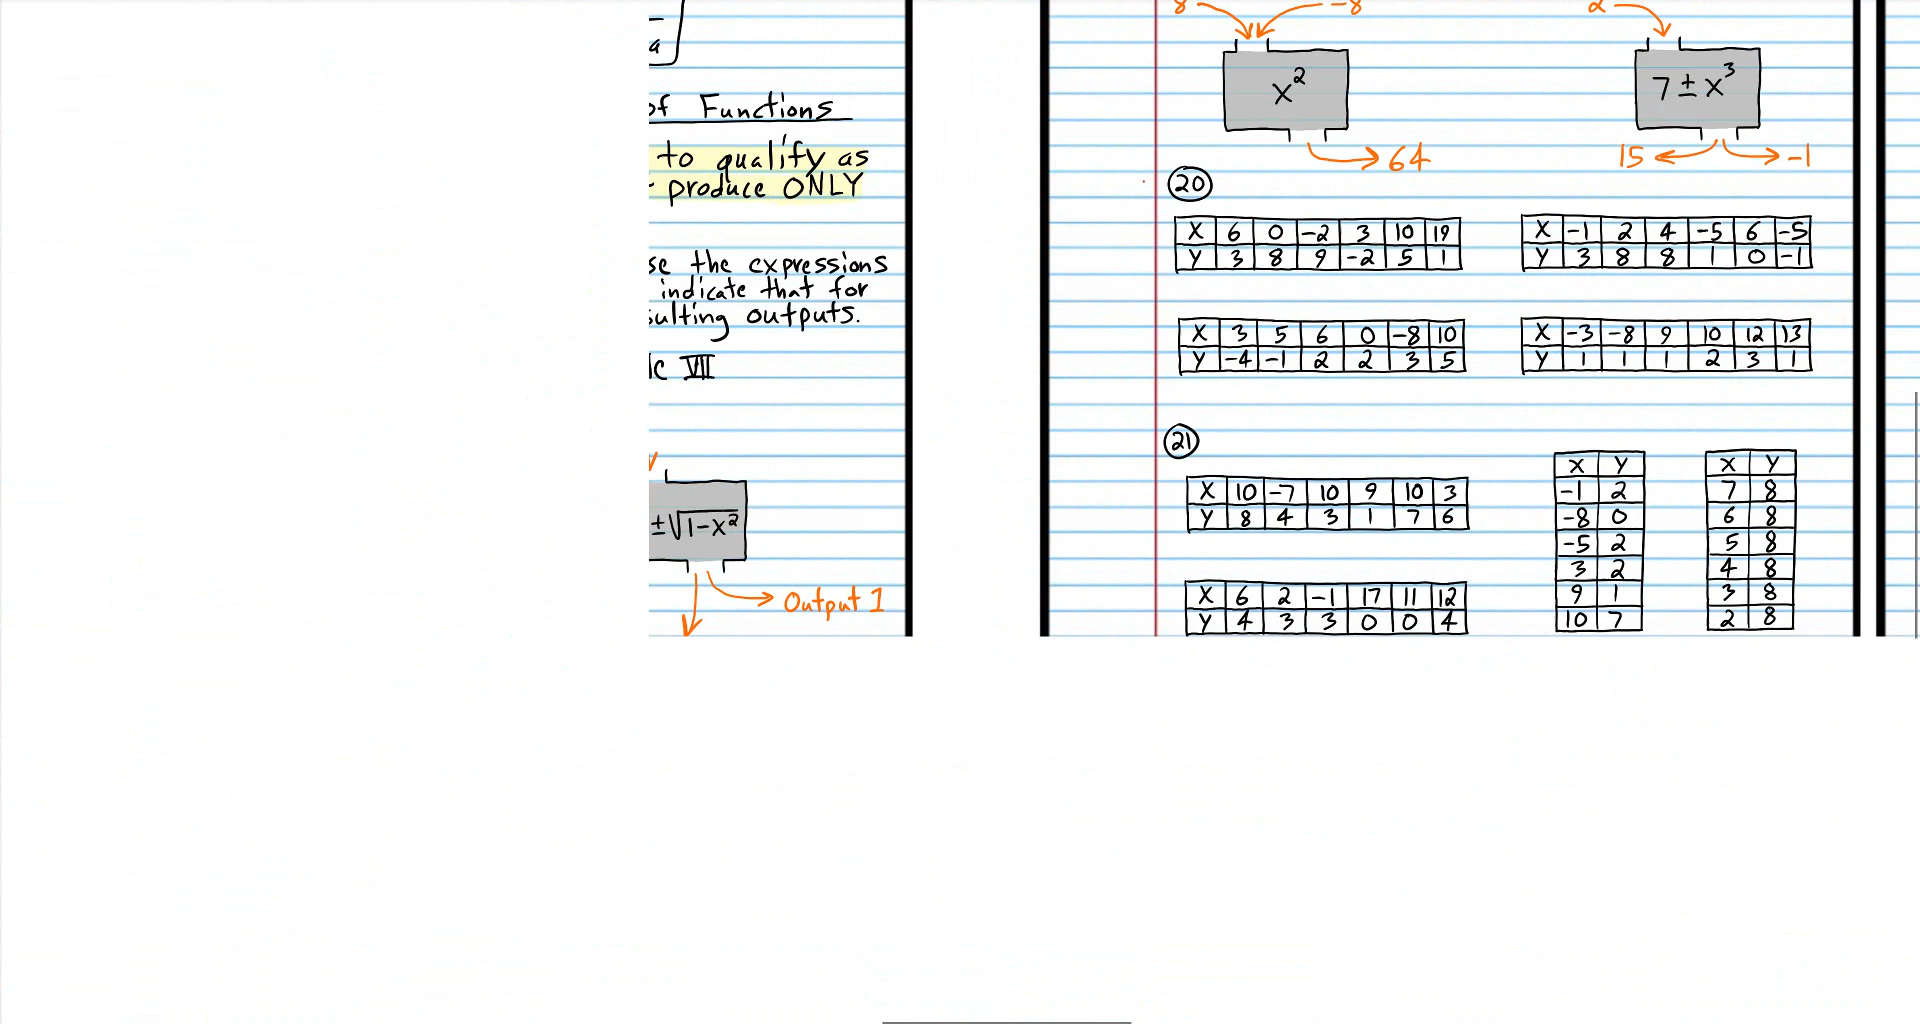 a
of Functions
to qualify as
produce ONLY
the expressions
indicate that for
outputs.
VII
±√1-x²
Output 1
8 -8
x²
64
2
7 ± x³
15 -1
20
X 6 0 -2 3 10 19
Y 3 8 9 -2 5 1
X -1 2 4 -5 6 -5
Y 3 8 8 1 0 -1
X 3 5 6 0 -8 10
Y -4 -1 2 2 3 5
X -3 -8 9 10 12 13
Y 1 1 1 2 3 1
21
X 10 -7 10 9 10 3
Y 8 4 3 1 7 6
X 6 2 -1 17 11 12
Y 4 3 3 0 0 4
X Y
-1 2
-8 0
-5 2
3 2
9 1
10 7
X Y
7 8
6 8
5 8
4 8
3 8
2 8